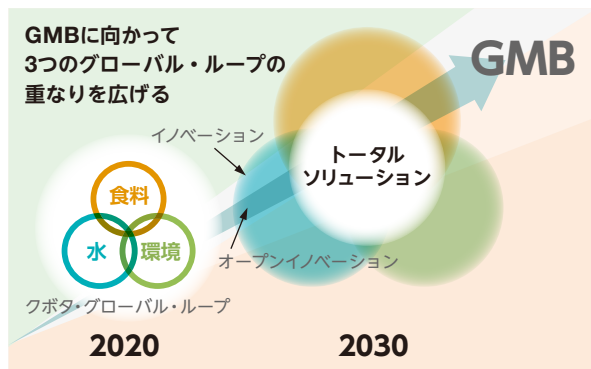 GMBに向かって
3つのグローバル・ループの
重なりを広げる
GMB
イノベーション
トータル
ソリューション
食料
水
環境
オープンイノベーション
クボタ・グローバル・ループ
2020
2030